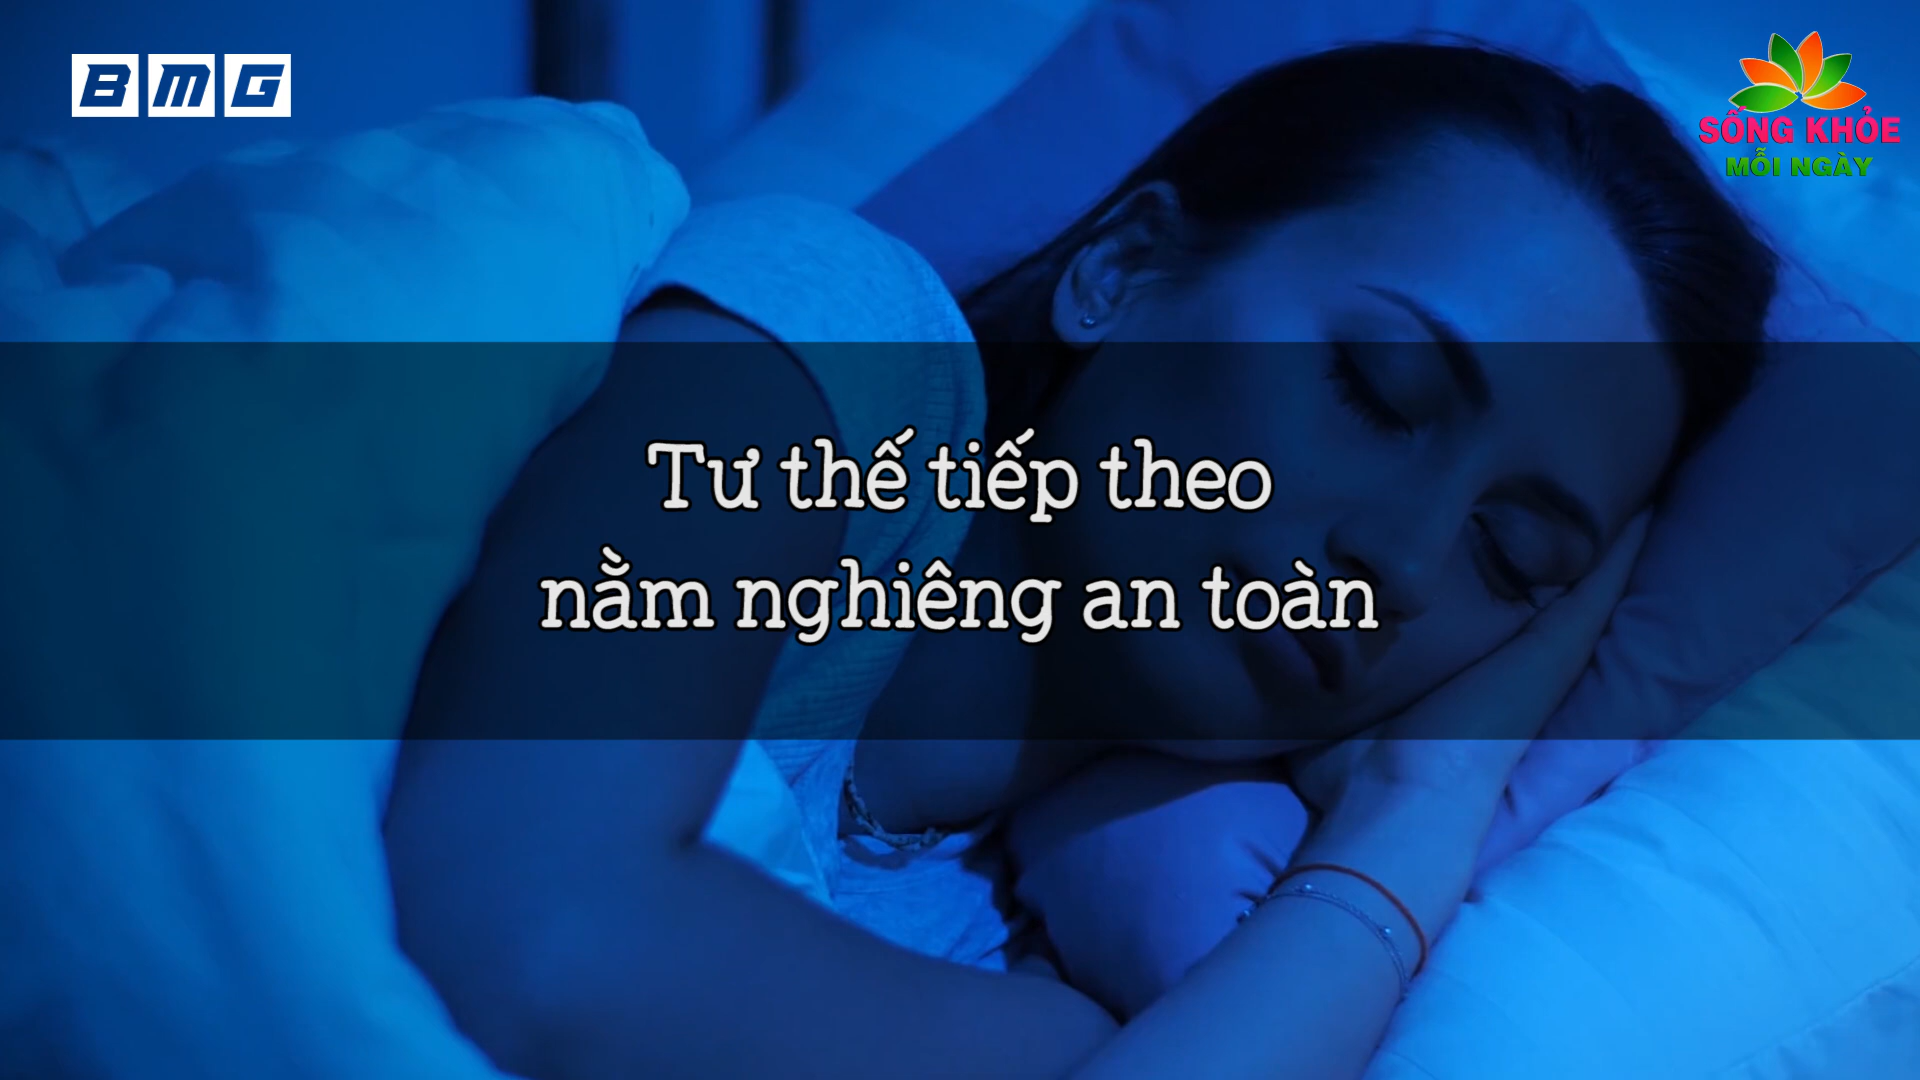 BMG
SỐNG KHỎE
MỖI NGÀY
Tư thế tiếp theo
nằm nghiêng an toàn